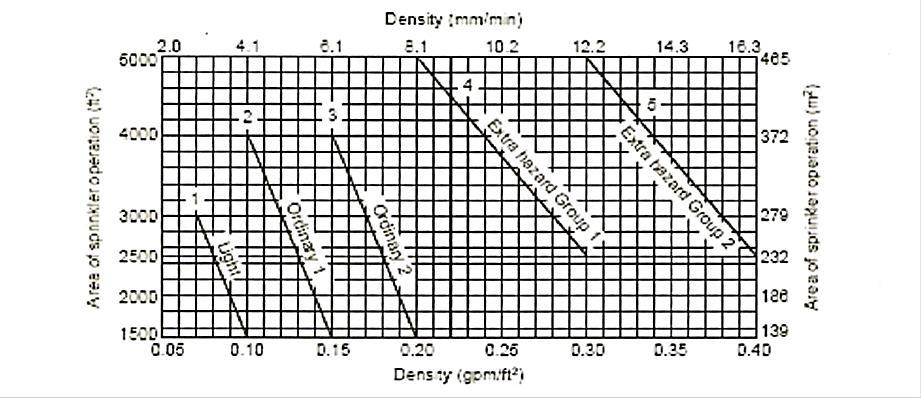 Density (mm/min)
2.0 4.1 6.1 8.1 10.2 12.2 14.3 16.3
5000 465
4
2 3 5
4000 372
1
3000 279
2500 232
2000 186
1500 139
Light
Ordinary 1
Ordinary 2
Extra hazard Group 1
Extra hazard Group 2
Area of sprinkler operation (ft²)
Area of sprinkler operation (m²)
0.05 0.10 0.15 0.20 0.25 0.30 0.35 0.40
Density (gpm/ft²)